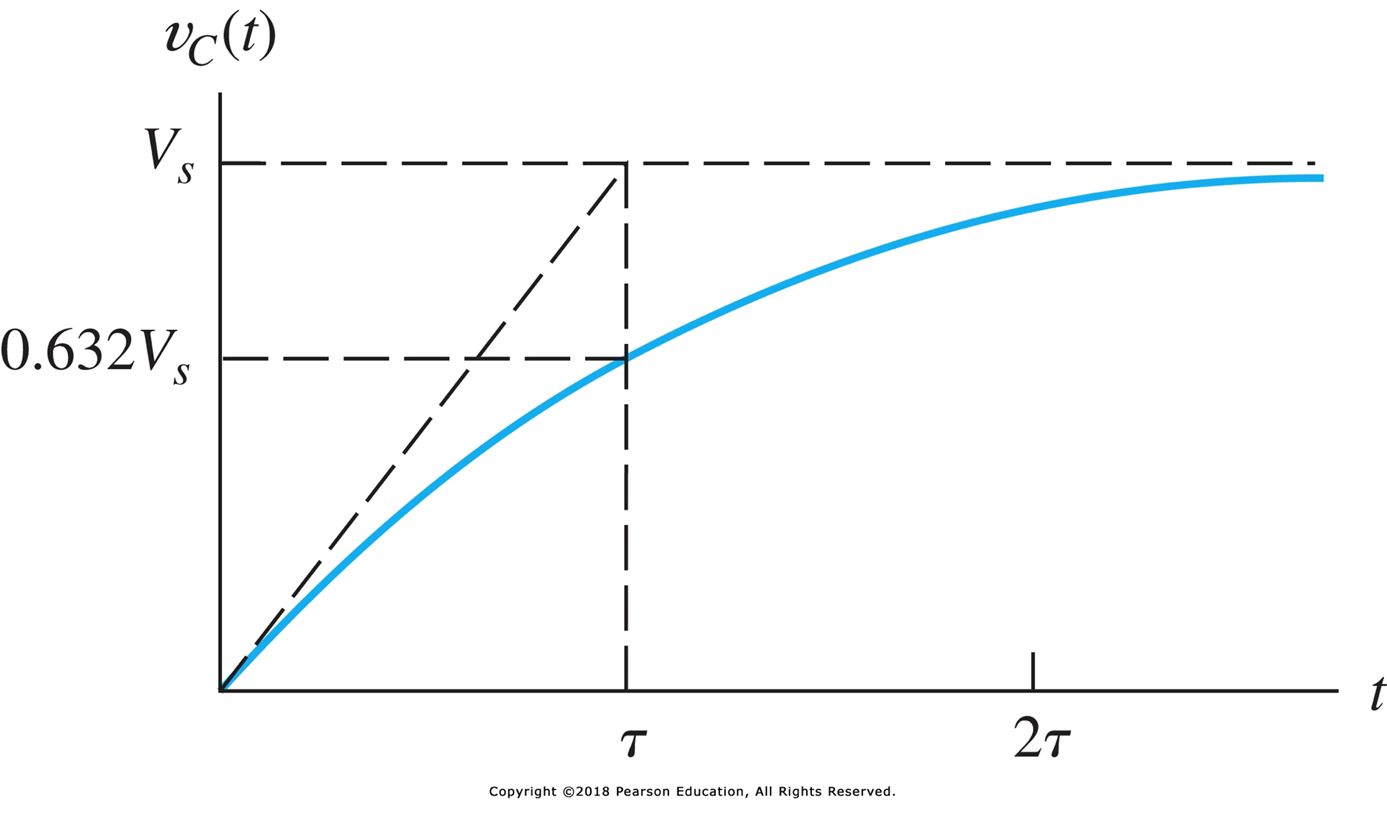 v_C(t)
V_s
0.632V_s
τ
2τ
t
Copyright ©2018 Pearson Education, All Rights Reserved.